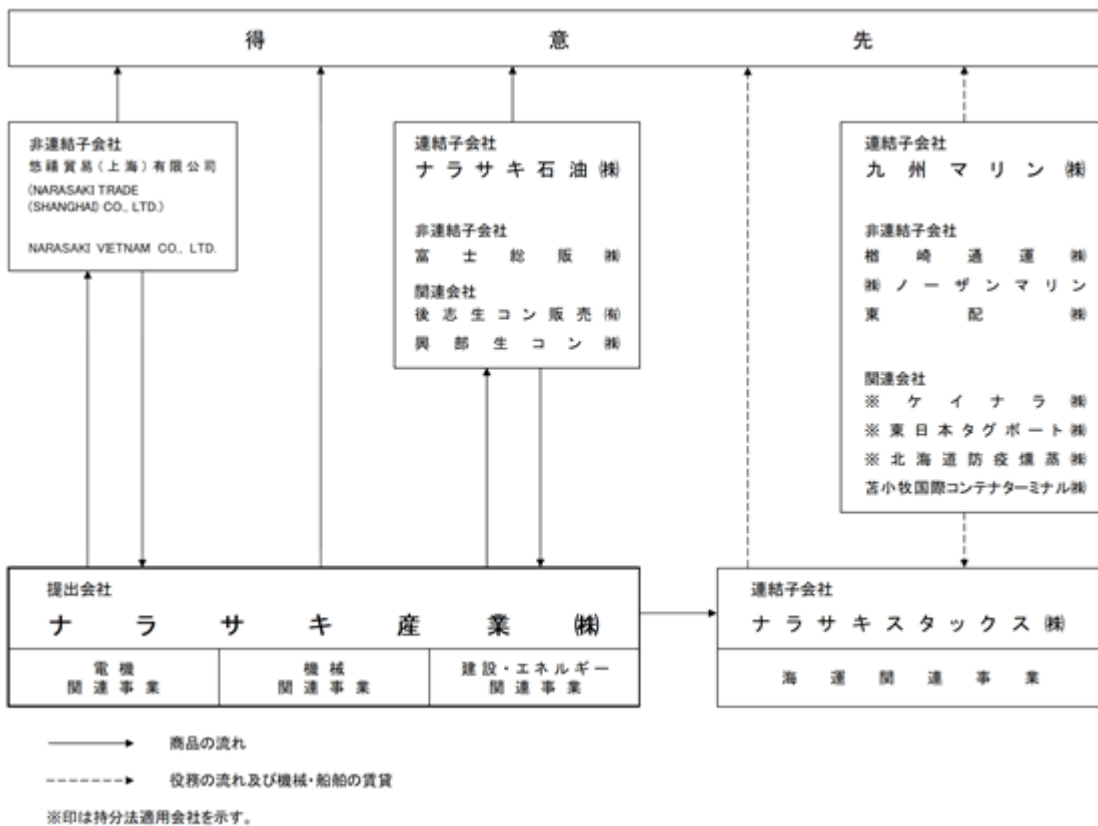 得意先
非連結子会社
悠禧貿易(上海)有限公司
(NARASAKI TRADE
(SHANGHAI) CO., LTD.)
NARASAKI VIETNAM CO., LTD.
連結子会社
ナラサキ石油㈱
非連結子会社
富士総販㈱
関連会社
後志生コン販売㈲
興部生コン㈱
連結子会社
九州マリン㈱
非連結子会社
楢崎通運㈱
㈱ノーザンマリン
東配㈱
関連会社
※ケイナラ㈱
※東日本タグボート㈱
※北海道防疫燻蒸㈱
苫小牧国際コンテナターミナル㈱
提出会社
ナラサキ産業㈱
電機
関連事業
機械
関連事業
建設・エネルギー
関連事業
連結子会社
ナラサキスタックス㈱
海運関連事業
商品の流れ
役務の流れ及び機械・船舶の賃貸
※印は持分法適用会社を示す。